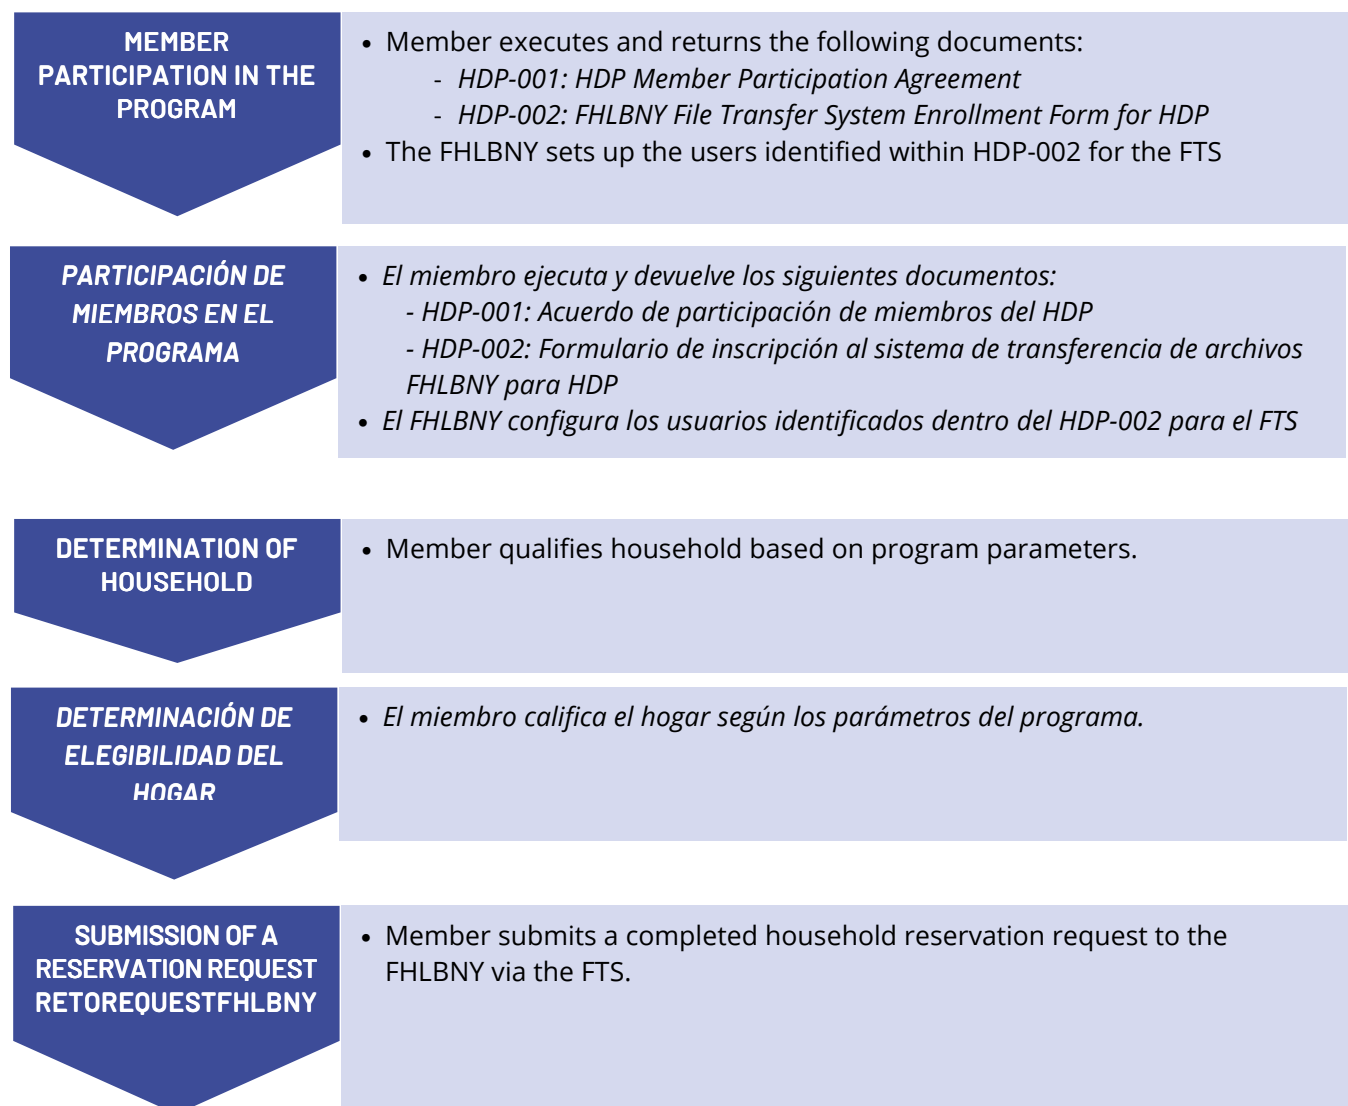 MEMBER
PARTICIPATION IN THE
PROGRAM
• Member executes and returns the following documents:
- HDP-001: HDP Member Participation Agreement
- HDP-002: FHLBNY File Transfer System Enrollment Form for HDP
• The FHLBNY sets up the users identified within HDP-002 for the FTS
PARTICIPACIÓN DE
MIEMBROS EN EL
PROGRAMA
• El miembro ejecuta y devuelve los siguientes documentos:
- HDP-001: Acuerdo de participación de miembros del HDP
- HDP-002: Formulario de inscripción al sistema de transferencia de archivos
FHLBNY para HDP
• El FHLBNY configura los usuarios identificados dentro del HDP-002 para el FTS
DETERMINATION OF
HOUSEHOLD
• Member qualifies household based on program parameters.
DETERMINACIÓN DE
ELEGIBILIDAD DEL
HOGAR
• El miembro califica el hogar según los parámetros del programa.
SUBMISSION OF A
RESERVATION REQUEST
RETOREQUESTFHLBNY
• Member submits a completed household reservation request to the
FHLBNY via the FTS.